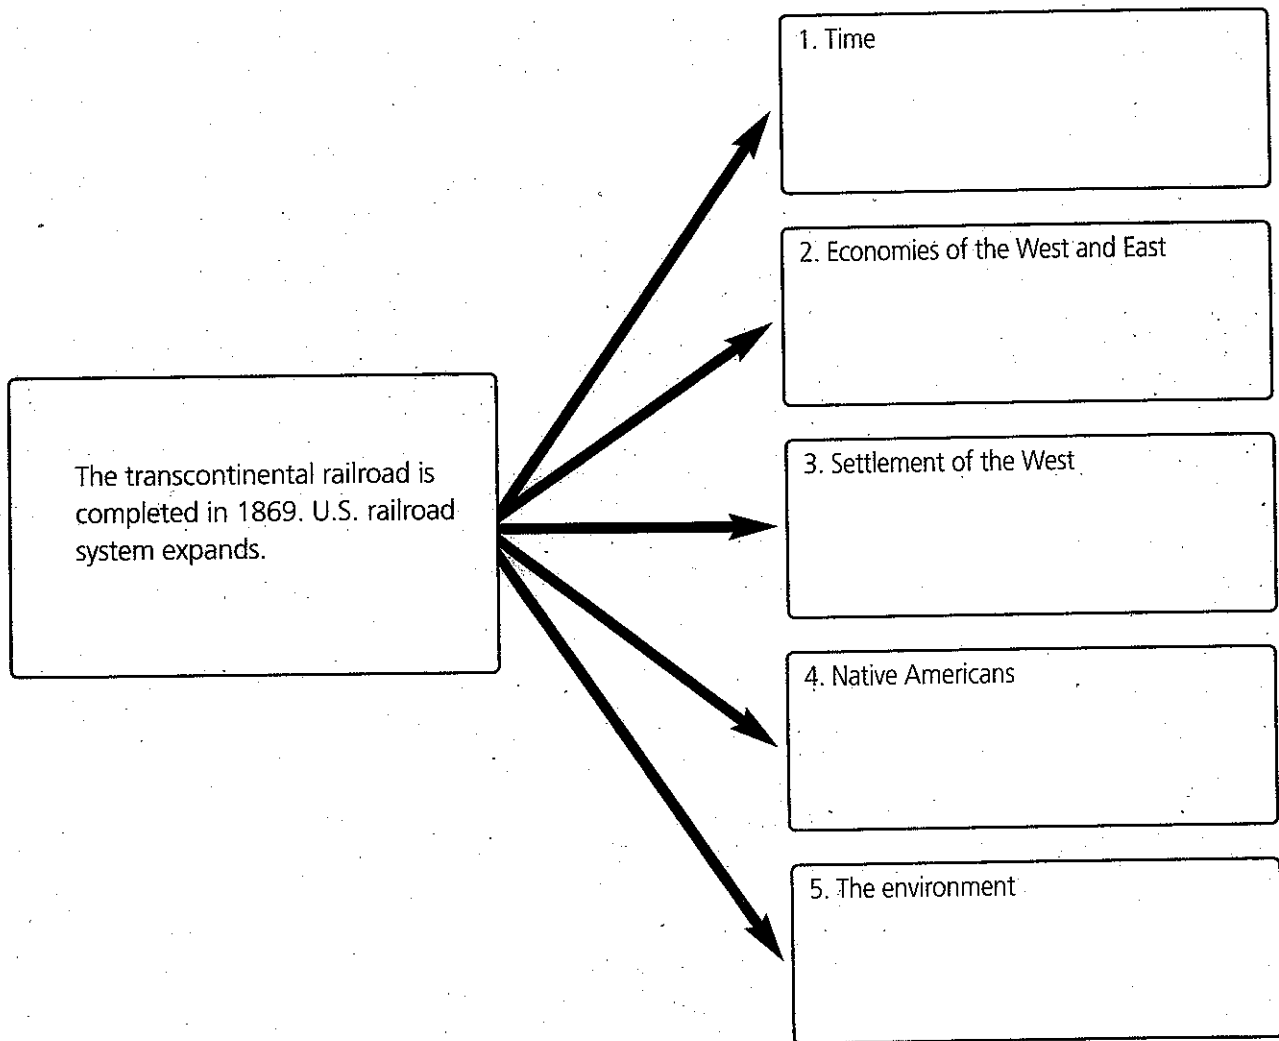 1. Time
2. Economies of the West and East
The transcontinental railroad is
completed in 1869. U.S. railroad
system expands.
3. Settlement of the West
4. Native Americans
5. The environment